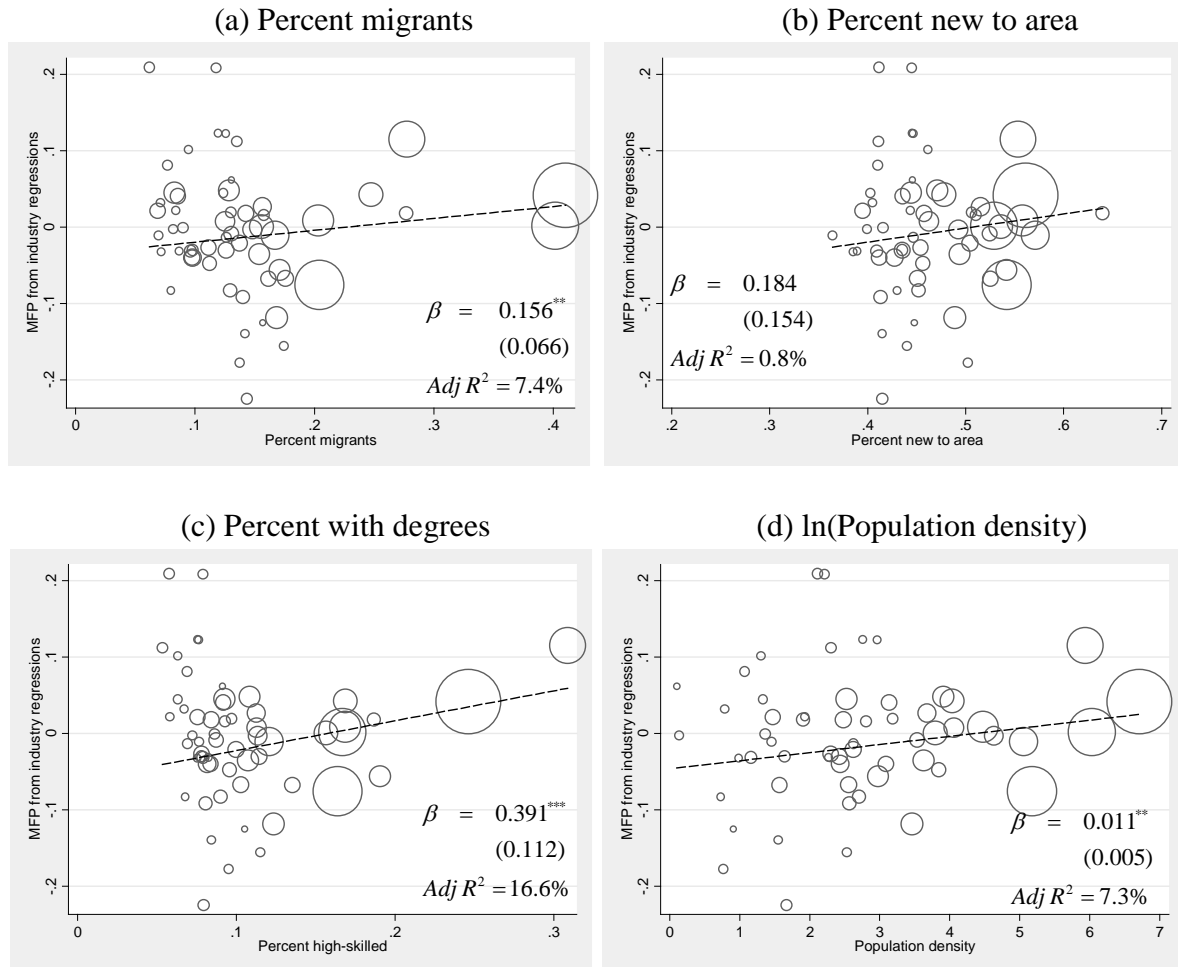 (a) Percent migrants
(b) Percent new to area
MFP from industry regressions
.2
.1
0
-.1
-.2
β = 0.156**
(0.066)
Adj R² = 7.4%
0 .1 .2 .3 .4
Percent migrants
MFP from industry regressions
.2
.1
0
-.1
-.2
β = 0.184
(0.154)
Adj R² = 0.8%
.2 .3 .4 .5 .6 .7
Percent new to area
(c) Percent with degrees
(d) ln(Population density)
MFP from industry regressions
.2
.1
0
-.1
-.2
β = 0.391***
(0.112)
Adj R² = 16.6%
0 .1 .2 .3
Percent high-skilled
MFP from industry regressions
.2
.1
0
-.1
-.2
β = 0.011**
(0.005)
Adj R² = 7.3%
0 1 2 3 4 5 6 7
Population density